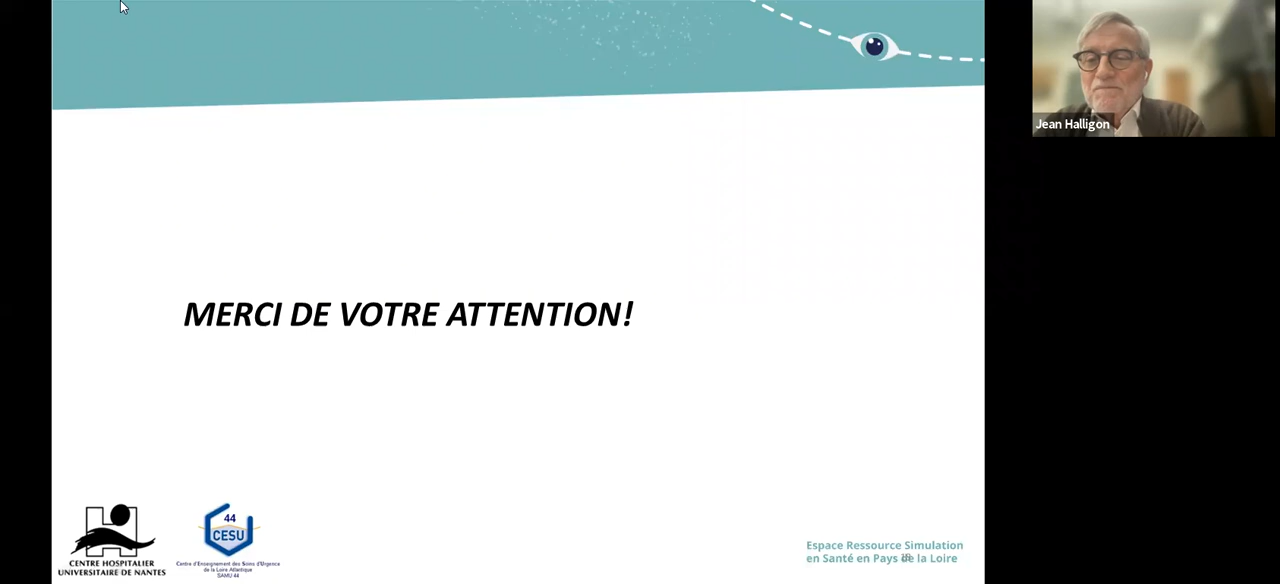 Jean Halligon
MERCI DE VOTRE ATTENTION!
44
CESU
CENTRE HOSPITALIER
UNIVERSITAIRE DE NANTES
Centre d'Enseignement des Soins d'Urgence
de la Loire Atlantique
SAMU 44
Espace Ressource Simulation
en Santé en Pays de la Loire